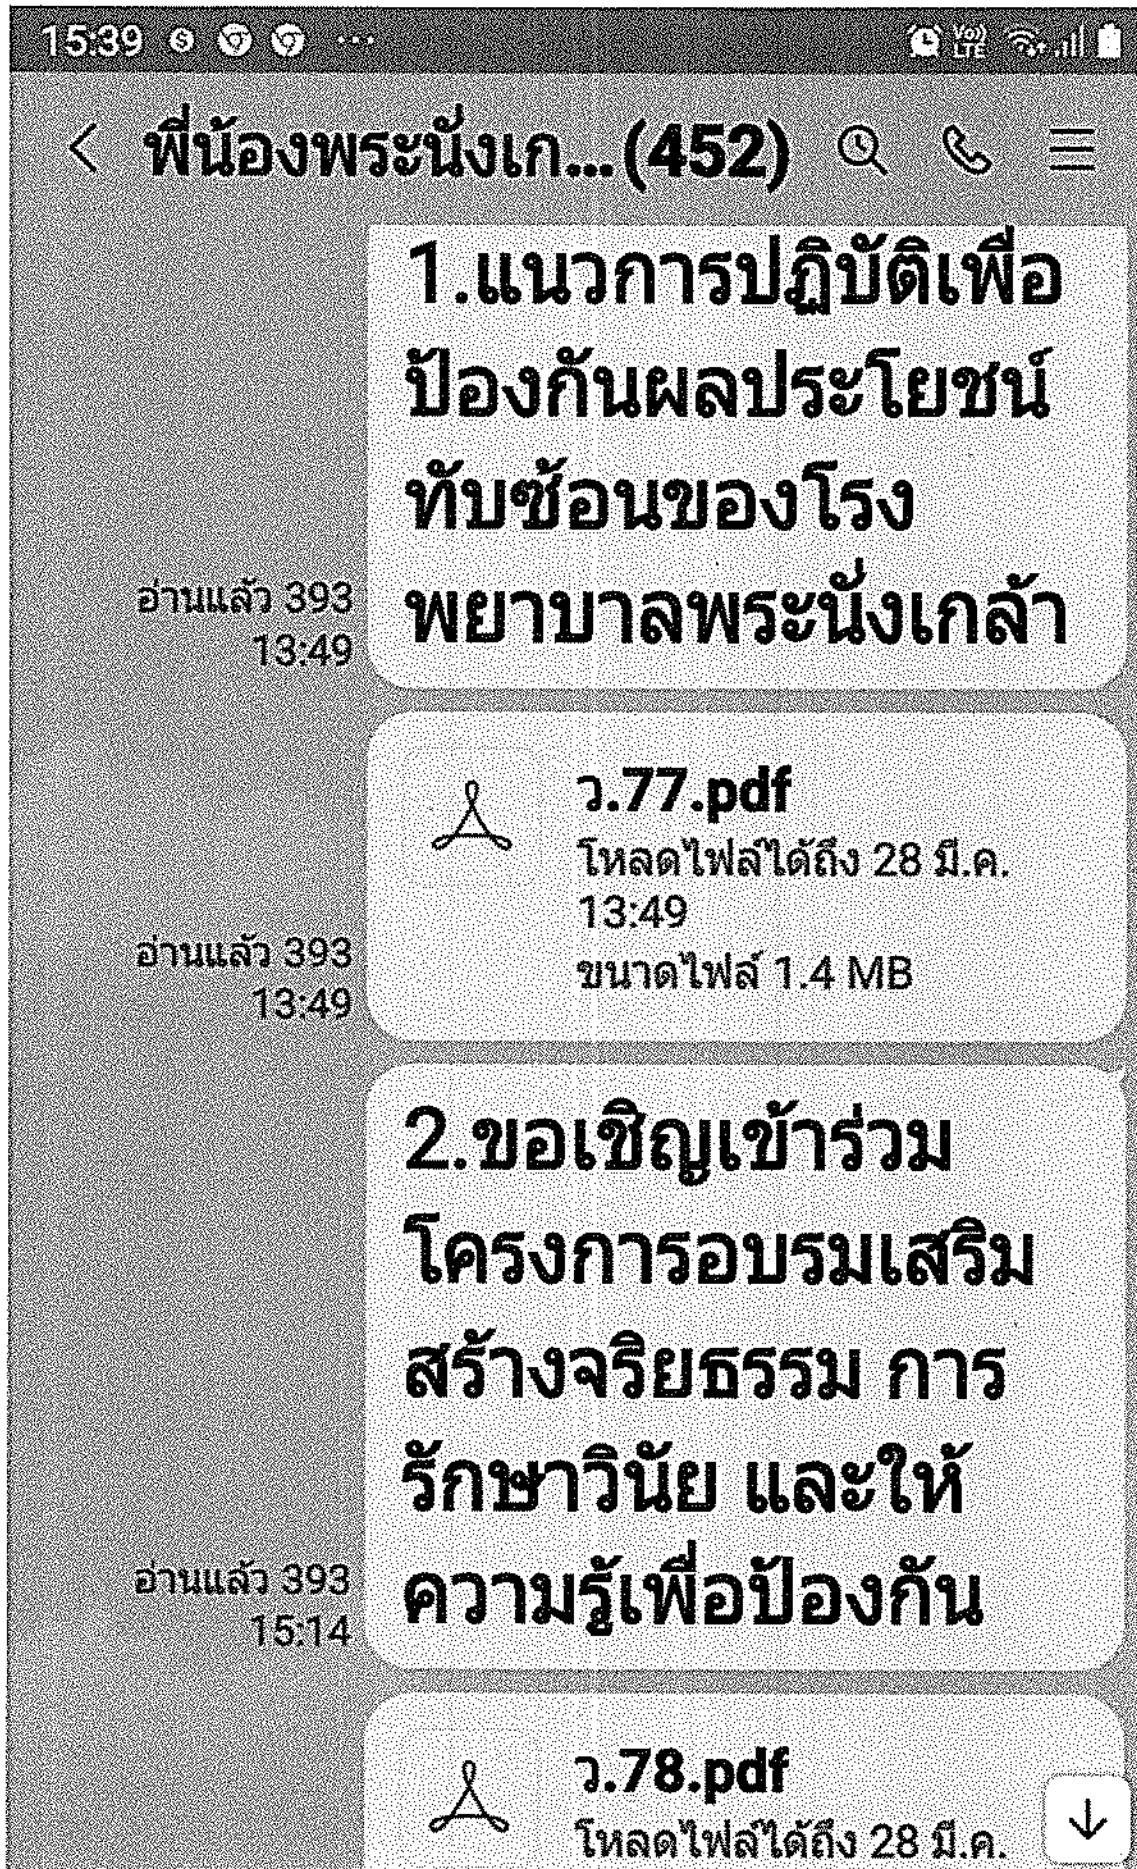 15:39
พี่น้องพระนั่งเก...(452)
1.แนวการปฏิบัติเพื่อ
ป้องกันผลประโยชน์
ทับซ้อนของโรง
พยาบาลพระนั่งเกล้า
อ่านแล้ว 393
13:49
ว.77.pdf
โหลดไฟล์ได้ถึง 28 มี.ค.
13:49
ขนาดไฟล์ 1.4 MB
อ่านแล้ว 393
13:49
2.ขอเชิญเข้าร่วม
โครงการอบรมเสริม
สร้างจริยธรรม การ
รักษาวินัย และให้
ความรู้เพื่อป้องกัน
อ่านแล้ว 393
15:14
ว.78.pdf
โหลดไฟล์ได้ถึง 28 มี.ค.